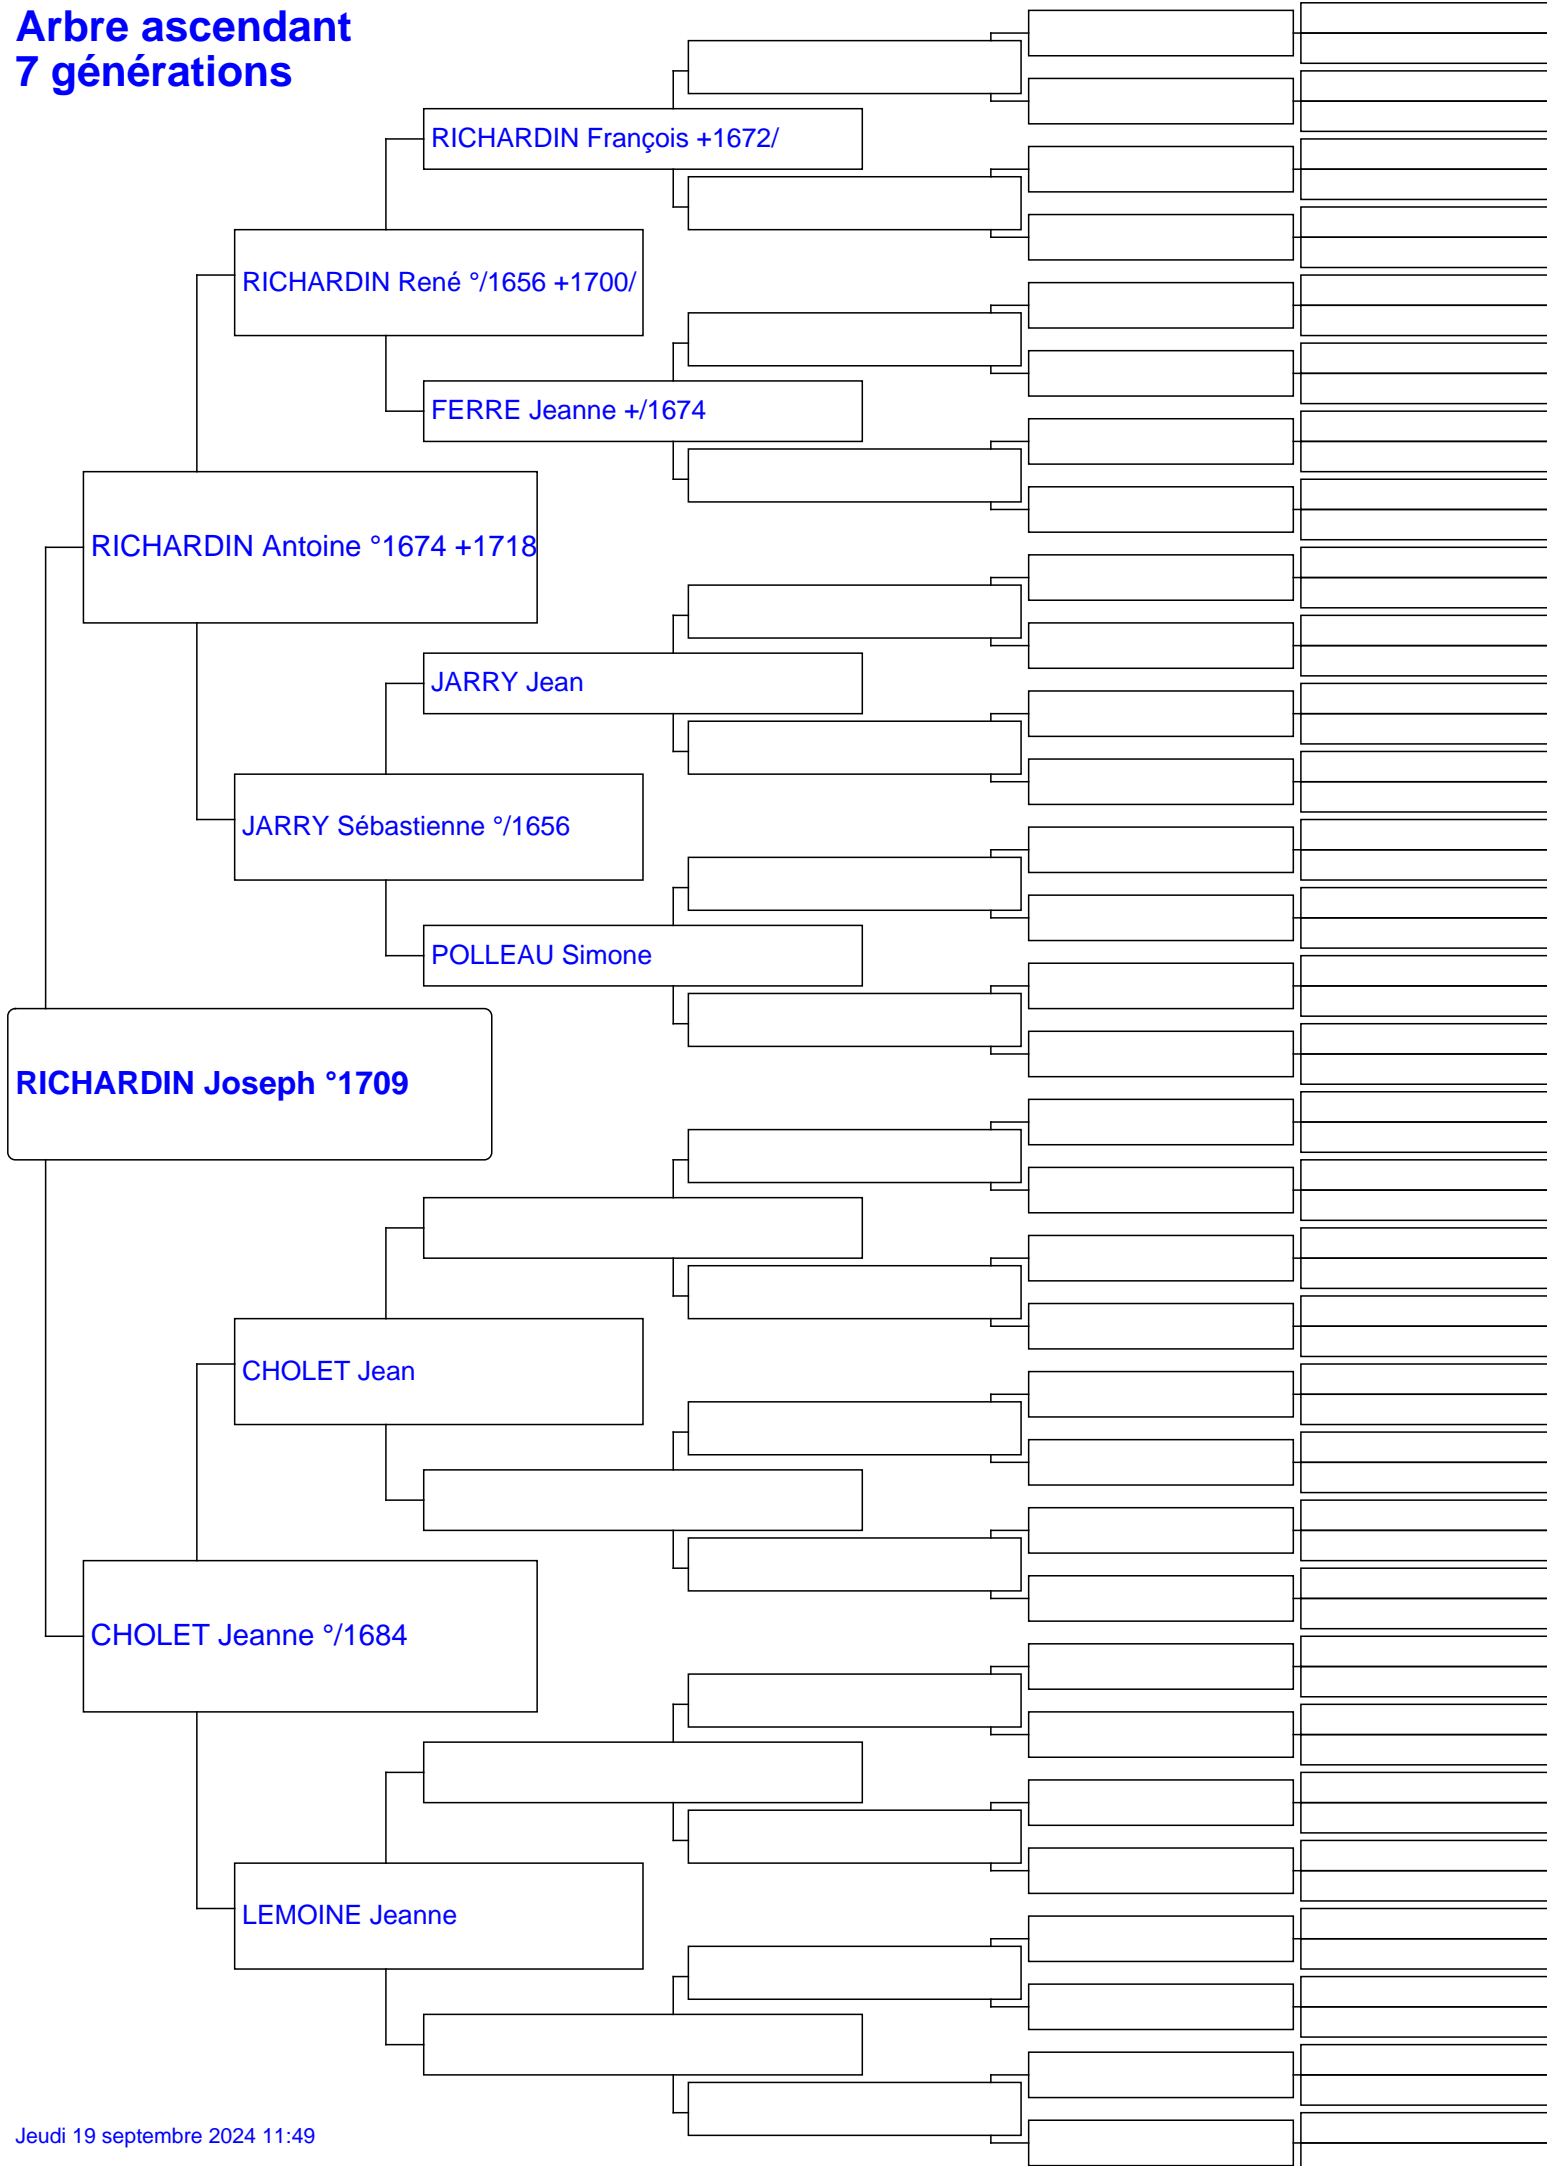 Arbre ascendant
7 générations
RICHARDIN François +1672/
RICHARDIN René °/1656 +1700/
FERRE Jeanne +/1674
RICHARDIN Antoine °1674 +1718
JARRY Jean
JARRY Sébastienne °/1656
POLLEAU Simone
RICHARDIN Joseph °1709
CHOLET Jean
CHOLET Jeanne °/1684
LEMOINE Jeanne
Jeudi 19 septembre 2024 11:49